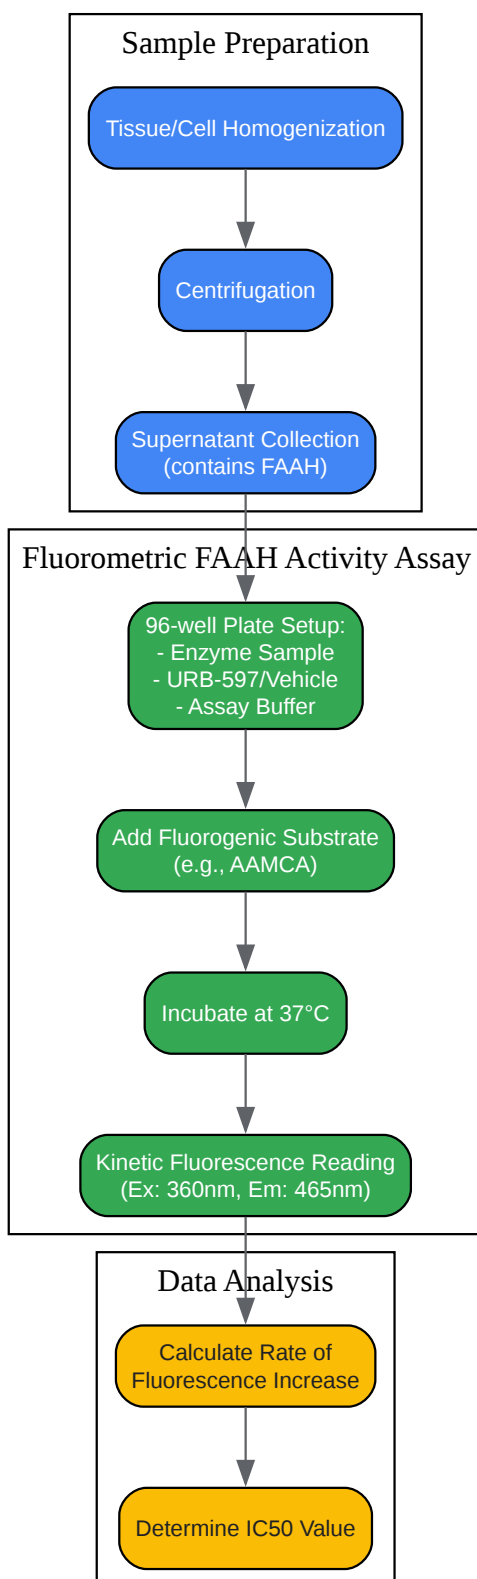 Sample Preparation
Tissue/Cell Homogenization
Centrifugation
Supernatant Collection
(contains FAAH)
Fluorometric FAAH Activity Assay
96-well Plate Setup:
- Enzyme Sample
- URB-597/Vehicle
- Assay Buffer
Add Fluorogenic Substrate
(e.g., AAMCA)
Incubate at 37°C
Kinetic Fluorescence Reading
(Ex: 360nm, Em: 465nm)
Data Analysis
Calculate Rate of
Fluorescence Increase
Determine IC50 Value